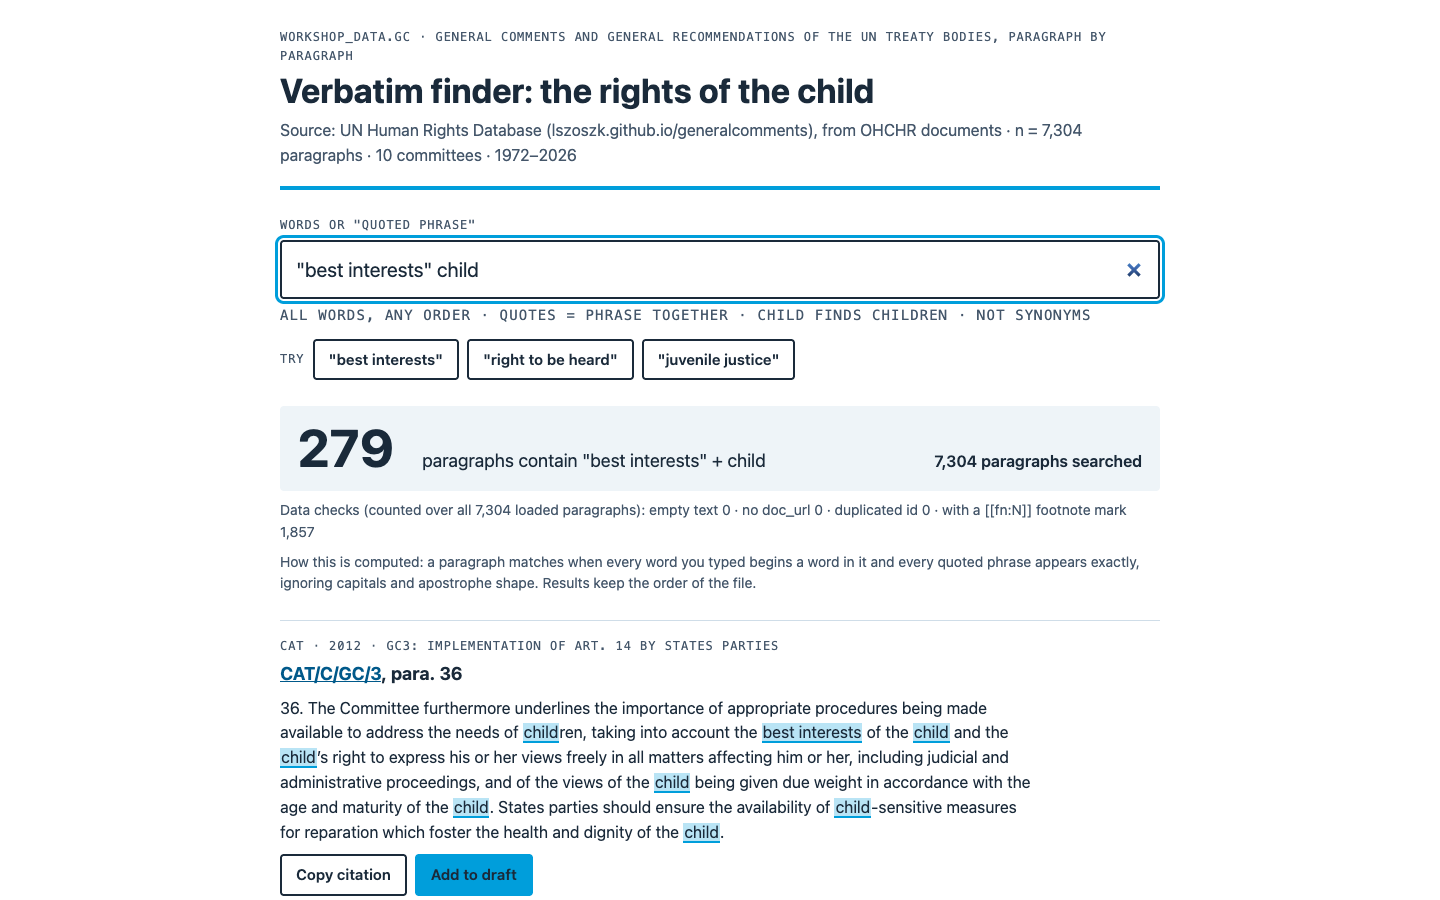 WORKSHOP_DATA.GC · GENERAL COMMENTS AND GENERAL RECOMMENDATIONS OF THE UN TREATY BODIES, PARAGRAPH BY
PARAGRAPH
Verbatim finder: the rights of the child
Source: UN Human Rights Database (lszoszk.github.io/generalcomments), from OHCHR documents · n = 7,304
paragraphs · 10 committees · 1972–2026
WORDS OR "QUOTED PHRASE"
"best interests" child ×
ALL WORDS, ANY ORDER · QUOTES = PHRASE TOGETHER · CHILD FINDS CHILDREN · NOT SYNONYMS
TRY "best interests" "right to be heard" "juvenile justice"
279 paragraphs contain "best interests" + child 7,304 paragraphs searched
Data checks (counted over all 7,304 loaded paragraphs): empty text 0 · no doc_url 0 · duplicated id 0 · with a [[fn:N]] footnote mark
1,857
How this is computed: a paragraph matches when every word you typed begins a word in it and every quoted phrase appears exactly,
ignoring capitals and apostrophe shape. Results keep the order of the file.
CAT · 2012 · GC3: IMPLEMENTATION OF ART. 14 BY STATES PARTIES
CAT/C/GC/3, para. 36
36. The Committee furthermore underlines the importance of appropriate procedures being made
available to address the needs of children, taking into account the best interests of the child and the
child's right to express his or her views freely in all matters affecting him or her, including judicial and
administrative proceedings, and of the views of the child being given due weight in accordance with the
age and maturity of the child. States parties should ensure the availability of child-sensitive measures
for reparation which foster the health and dignity of the child.
Copy citation Add to draft